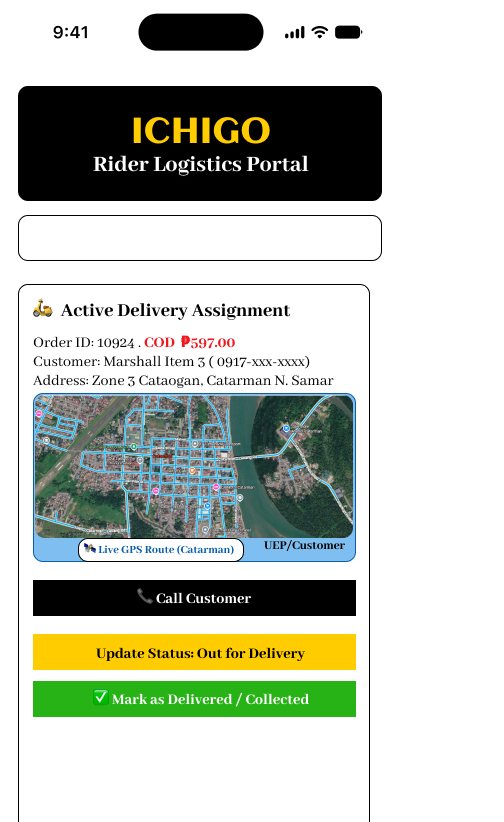 9:41
ICHIGO
Rider Logistics Portal
Active Delivery Assignment
Order ID: 10924 . COD ₱597.00
Customer: Marshall Item 3 ( 0917-xxx-xxxx)
Address: Zone 3 Cataogan, Catarman N. Samar
Live GPS Route (Catarman)
UEP/Customer
Call Customer
Update Status: Out for Delivery
Mark as Delivered / Collected